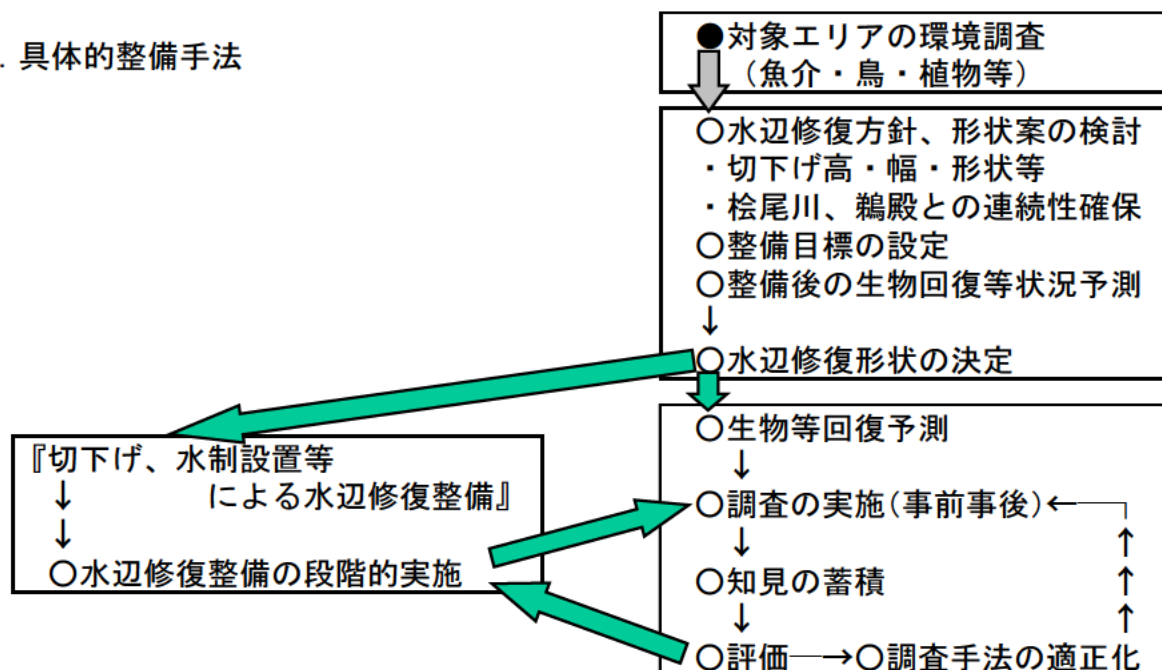 . 具体的整備手法
●対象エリアの環境調査
（魚介・鳥・植物等）
○水辺修復方針、形状案の検討
・切下げ高・幅・形状等
・桧尾川、鵜殿との連続性確保
○整備目標の設定
○整備後の生物回復等状況予測
↓
○水辺修復形状の決定
『切下げ、水制設置等
↓　　　　による水辺修復整備』
↓
○水辺修復整備の段階的実施
○生物等回復予測
↓
○調査の実施（事前事後）←─┐
↓　　　　　　　　　　　↑
○知見の蓄積　　　　　　↑
↓　　　　　　　　　　　↑
○評価─→○調査手法の適正化